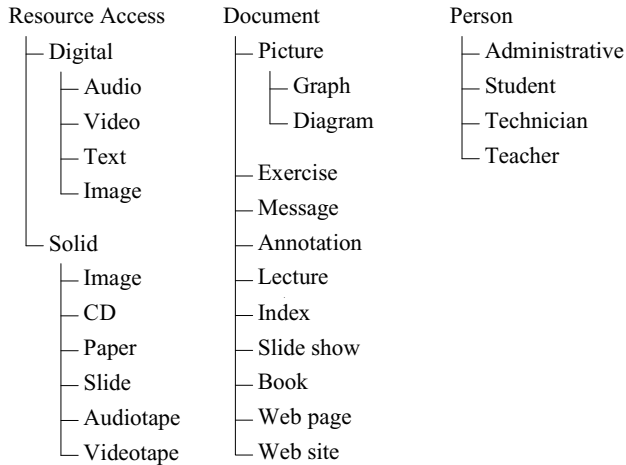 Resource Access
Digital
Audio
Video
Text
Image
Solid
Image
CD
Paper
Slide
Audiotape
Videotape
Document
Picture
Graph
Diagram
Exercise
Message
Annotation
Lecture
Index
Slide show
Book
Web page
Web site
Person
Administrative
Student
Technician
Teacher